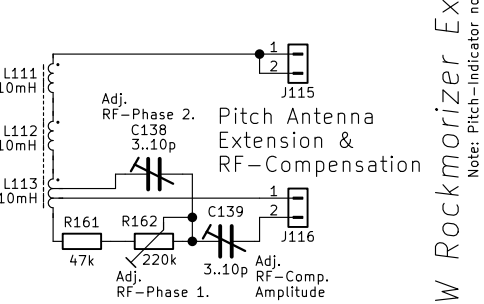 L111
10mH
L112
10mH
L113
10mH
Adj.
RF-Phase 2.
C138
3..10p
1
2
J115
Pitch Antenna
Extension &
RF-Compensation
R161
47k
R162
220k
Adj.
RF-Phase 1.
C139
3..10p
1
2
J116
Adj.
RF-Comp.
Amplitude
W Rockmorizer Ex
Note: Pitch-Indicator no